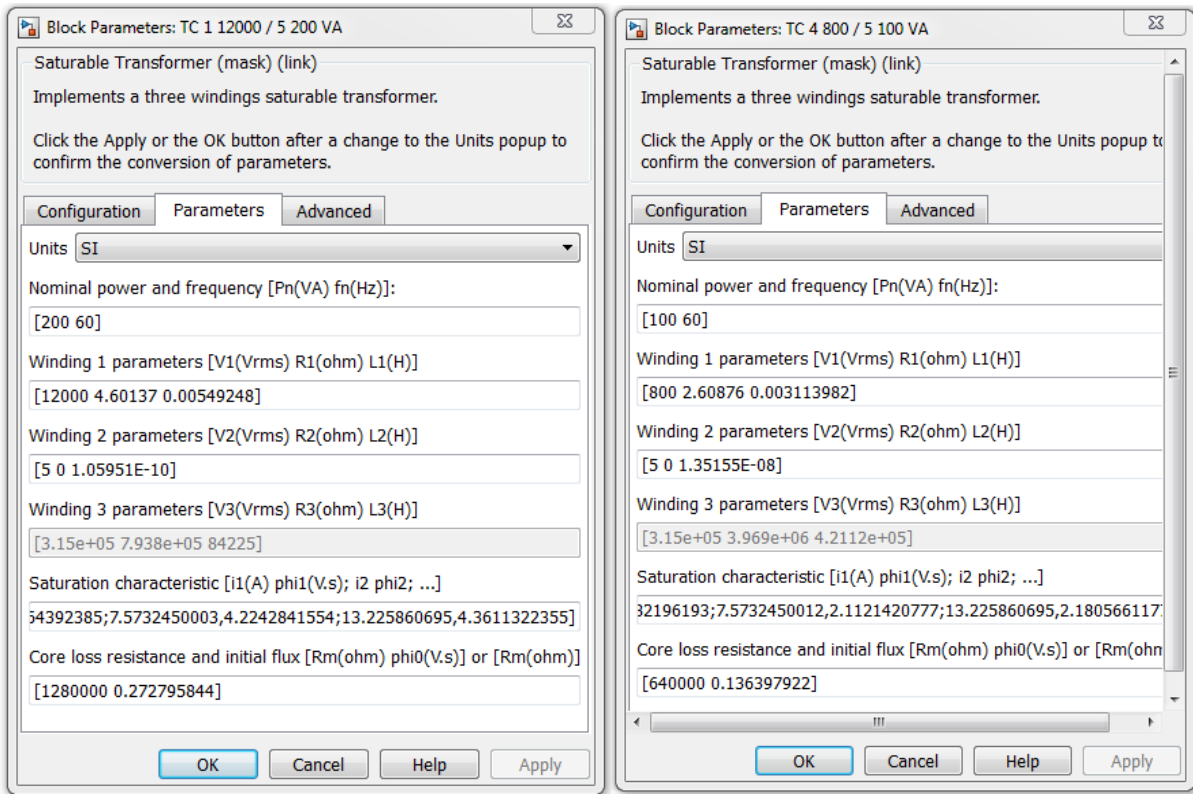 Block Parameters: TC 1 12000 / 5 200 VA
Saturable Transformer (mask) (link)
Implements a three windings saturable transformer.
Click the Apply or the OK button after a change to the Units popup to
confirm the conversion of parameters.
Configuration
Parameters
Advanced
Units SI
Nominal power and frequency [Pn(VA) fn(Hz)]:
[200 60]
Winding 1 parameters [V1(Vrms) R1(ohm) L1(H)]
[12000 4.60137 0.00549248]
Winding 2 parameters [V2(Vrms) R2(ohm) L2(H)]
[5 0 1.05951E-10]
Winding 3 parameters [V3(Vrms) R3(ohm) L3(H)]
[3.15e+05 7.938e+05 84225]
Saturation characteristic [i1(A) phi1(V.s); i2 phi2; ...]
54392385;7.5732450003,4.2242841554;13.225860695,4.3611322355]
Core loss resistance and initial flux [Rm(ohm) phi0(V.s)] or [Rm(ohm)]
[1280000 0.272795844]
OK
Cancel
Help
Apply
Block Parameters: TC 4 800 / 5 100 VA
Saturable Transformer (mask) (link)
Implements a three windings saturable transformer.
Click the Apply or the OK button after a change to the Units popup to
confirm the conversion of parameters.
Configuration
Parameters
Advanced
Units SI
Nominal power and frequency [Pn(VA) fn(Hz)]:
[100 60]
Winding 1 parameters [V1(Vrms) R1(ohm) L1(H)]
[800 2.60876 0.003113982]
Winding 2 parameters [V2(Vrms) R2(ohm) L2(H)]
[5 0 1.35155E-08]
Winding 3 parameters [V3(Vrms) R3(ohm) L3(H)]
[3.15e+05 3.969e+06 4.2112e+05]
Saturation characteristic [i1(A) phi1(V.s); i2 phi2; ...]
32196193;7.5732450012,2.1121420777;13.225860695,2.180566117
Core loss resistance and initial flux [Rm(ohm) phi0(V.s)] or [Rm(ohm
[640000 0.136397922]
OK
Cancel
Help
Apply